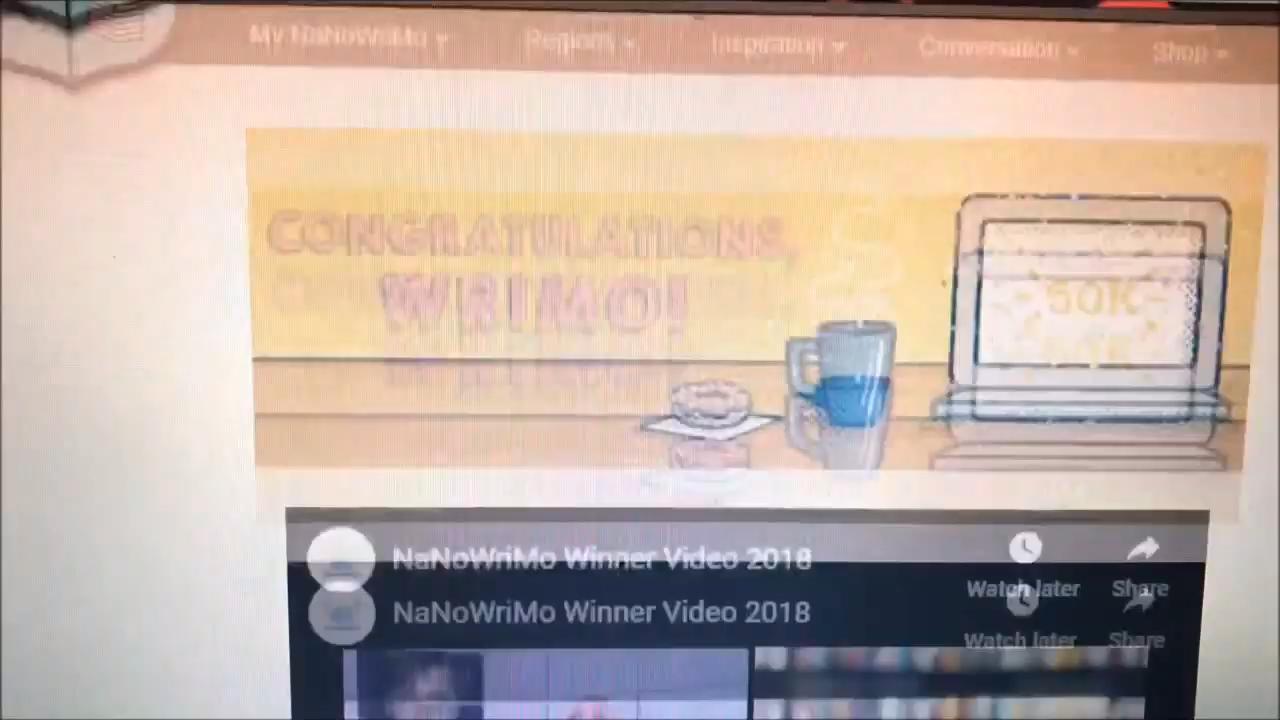 My NaNoWriMo Regions Inspiration Conversation Shop
CONGRATULATIONS,
WRIMO!
50K
NaNoWriMo Winner Video 2018
Watch later Share
NaNoWriMo Winner Video 2018
Watch later Share